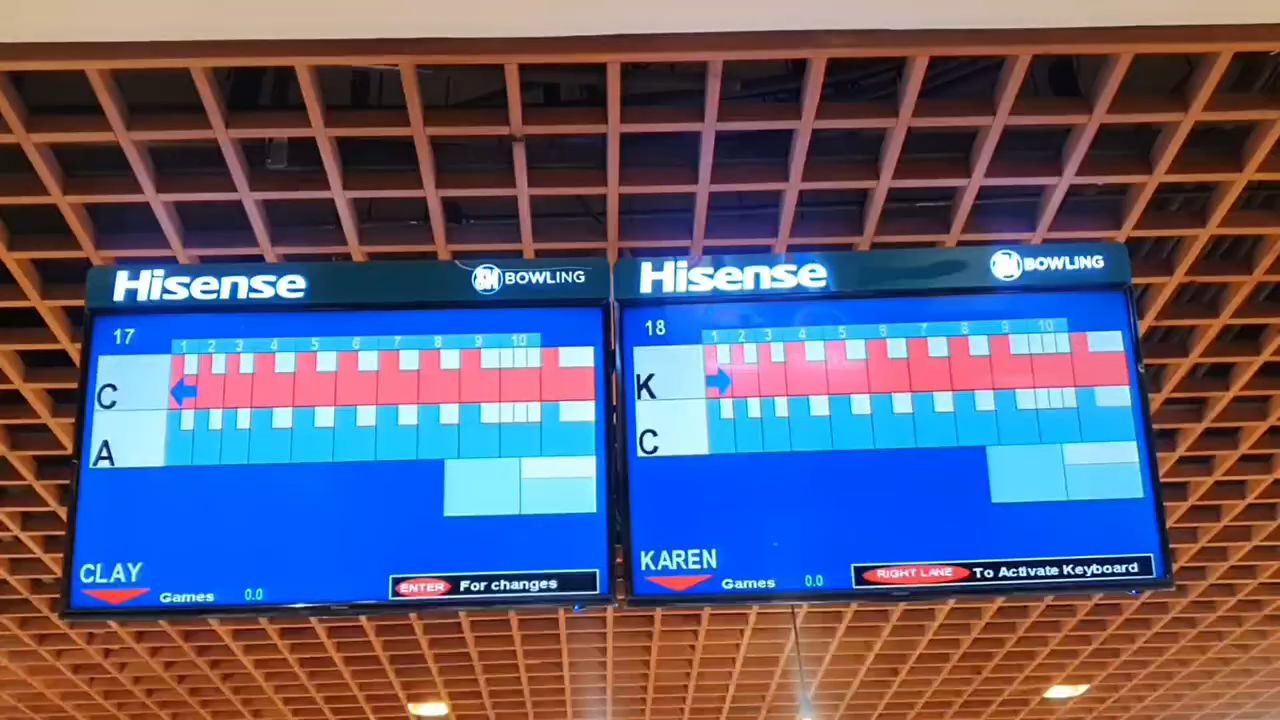 Hisense SM BOWLING
17
1 2 3 4 5 6 7 8 9 10
C
A
CLAY
Games 0.0
ENTER For changes
Hisense SM BOWLING
18
1 2 3 4 5 6 7 8 9 10
K
C
KAREN
Games 0.0
RIGHT LANE To Activate Keyboard